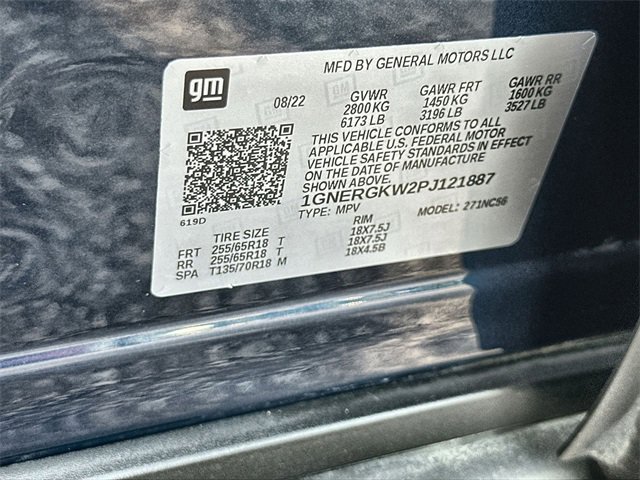 MFD BY GENERAL MOTORS LLC
gm
08/22
GVWR GAWR FRT GAWR RR
2800 KG 1450 KG 1600 KG
6173 LB 3196 LB 3527 LB
THIS VEHICLE CONFORMS TO ALL
APPLICABLE U.S. FEDERAL MOTOR
VEHICLE SAFETY STANDARDS IN EFFECT
ON THE DATE OF MANUFACTURE
SHOWN ABOVE.
1GNERGKW2PJ121887
TYPE: MPV MODEL: 271NC56
619D
TIRE SIZE RIM
FRT 255/65R18 T 18X7.5J
RR 255/65R18 T 18X7.5J
SPA T135/70R18 M 18X4.5B